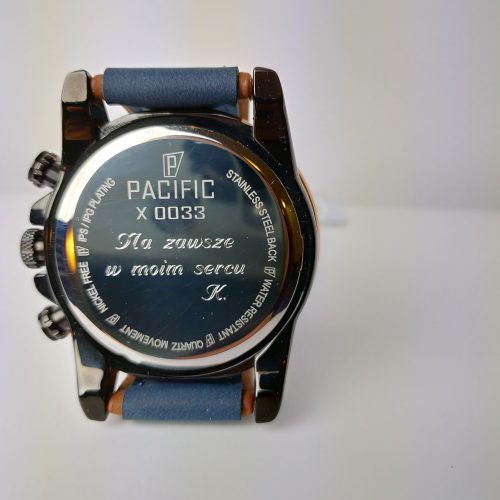 P
PACIFIC
X 0033
Na zawsze
w moim sercu
K.
STAINLESS STEEL BACK
WATER RESISTANT
QUARTZ MOVEMENT
NICKEL FREE
IPS / IPG PLATING